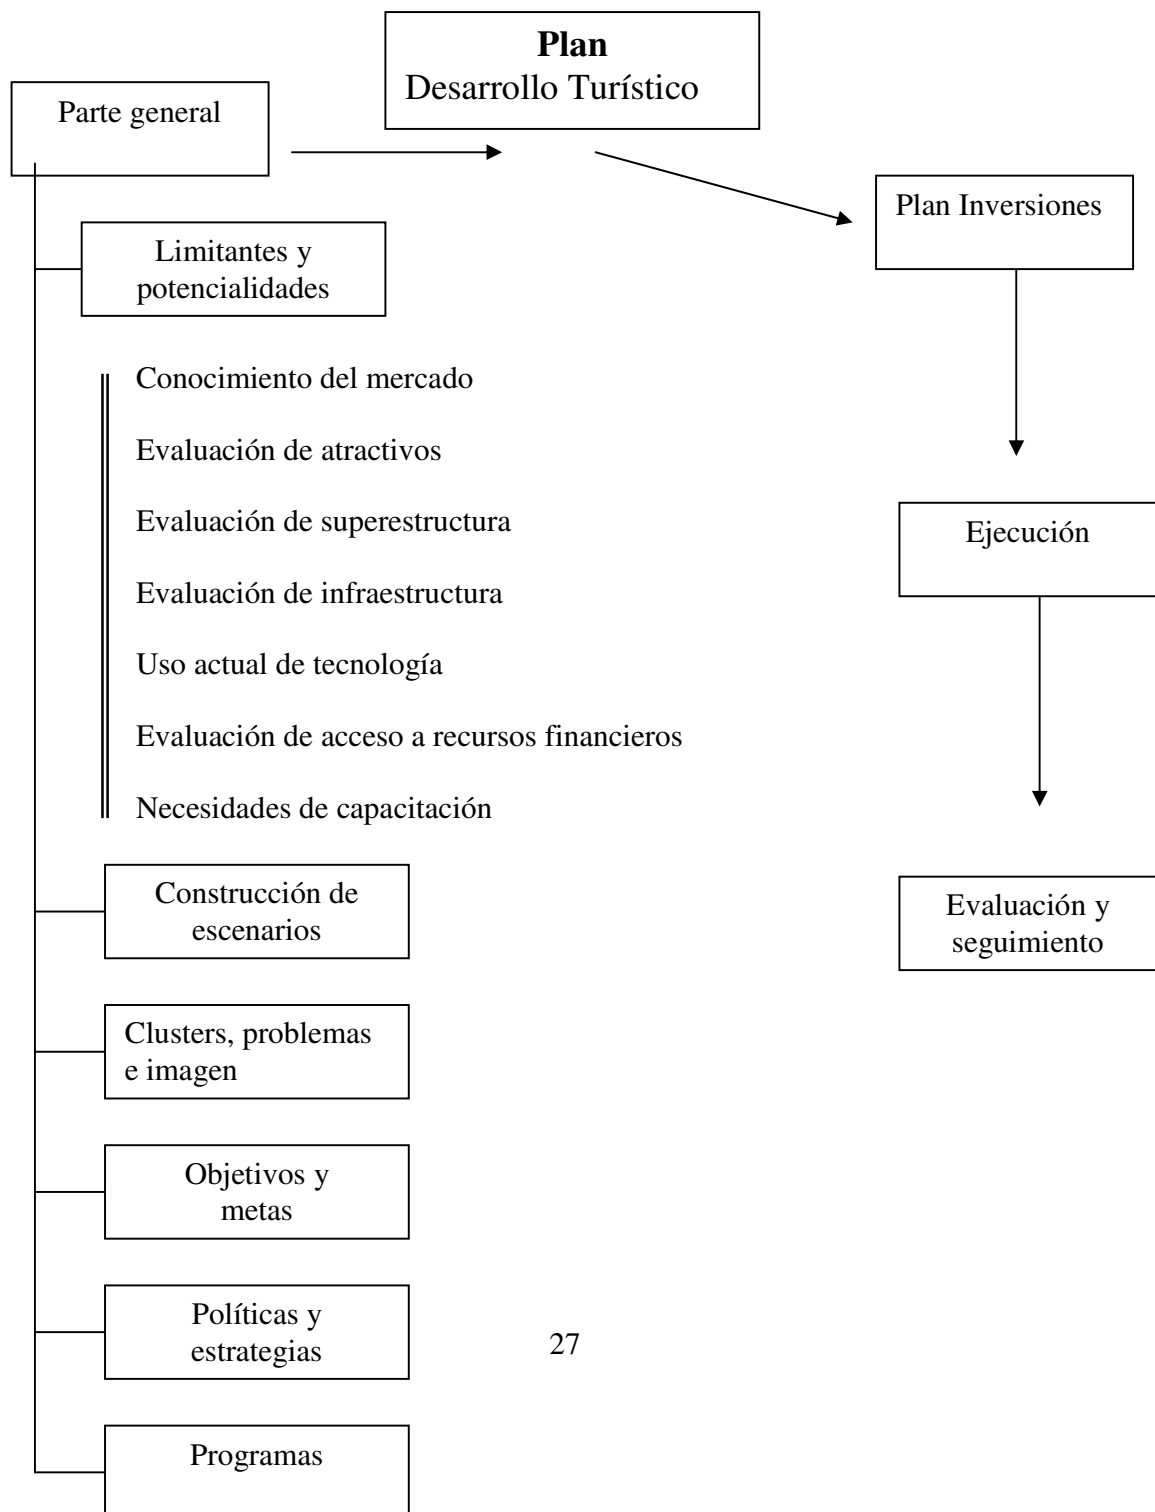 Plan
Desarrollo Turístico
Parte general
Plan Inversiones
Limitantes y
potencialidades
Conocimiento del mercado
Evaluación de atractivos
Evaluación de superestructura
Evaluación de infraestructura
Uso actual de tecnología
Evaluación de acceso a recursos financieros
Necesidades de capacitación
Ejecución
Construcción de
escenarios
Evaluación y
seguimiento
Clusters, problemas
e imagen
Objetivos y
metas
Políticas y
estrategias
Programas
27